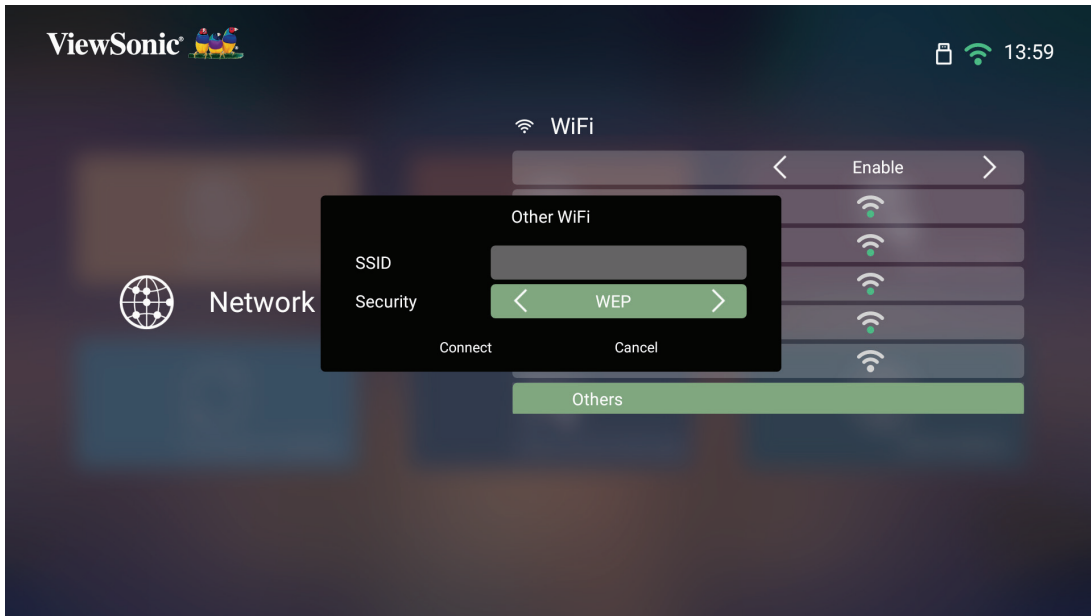 ViewSonic
13:59
WiFi
Enable
Other WiFi
SSID
Network
Security
WEP
Connect
Cancel
Others